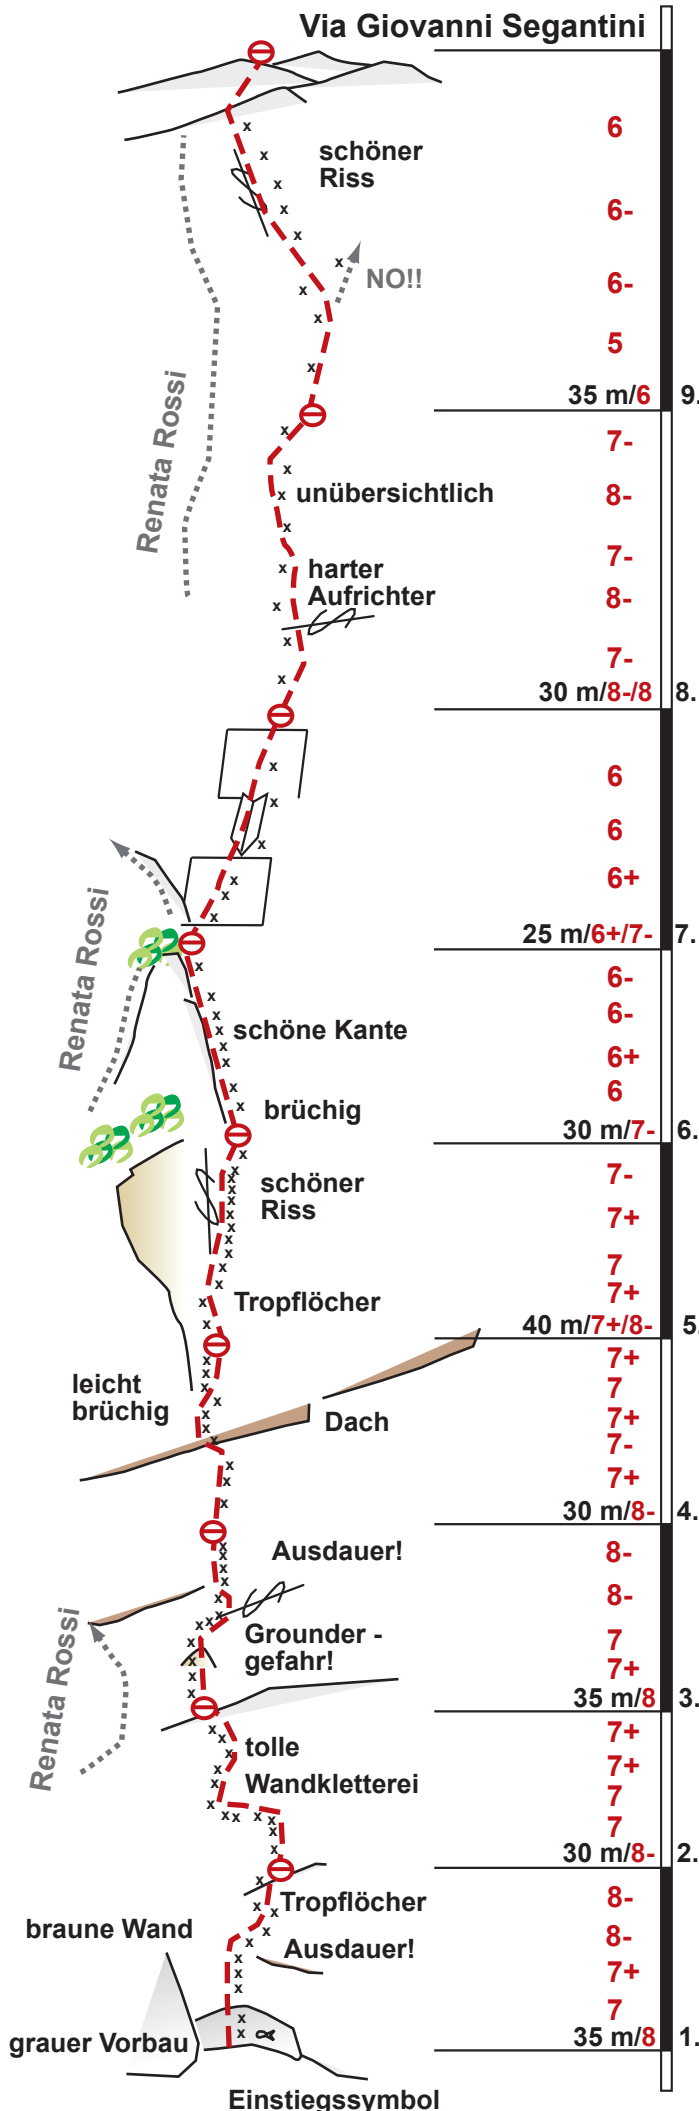 Via Giovanni Segantini
6
schöner
Riss
6-
NO!!
6-
5
35 m/6 9.
Renata Rossi
7-
unübersichtlich
8-
7-
harter
Aufrichter
8-
7-
30 m/8-/8 8.
6
6
6+
25 m/6+/7- 7.
Renata Rossi
6-
6-
schöne Kante
6+
6
brüchig
30 m/7- 6.
7-
schöner
Riss
7+
7
7+
Tropflöcher
40 m/7+/8- 5.
7+
leicht
brüchig
7
7+
Dach
7-
7+
30 m/8- 4.
Ausdauer!
8-
8-
Grounder -
gefahr!
7
7+
35 m/8 3.
Renata Rossi
7+
tolle
Wandkletterei
7+
7
7
30 m/8- 2.
8-
Tropflöcher
braune Wand
8-
Ausdauer!
7+
7
grauer Vorbau
35 m/8 1.
Einstiegssymbol